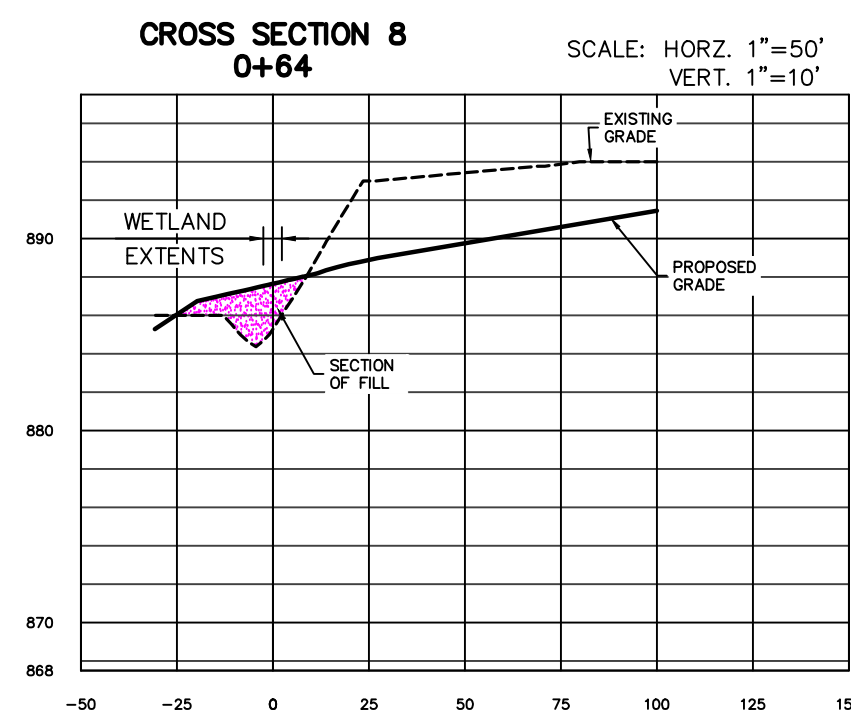 CROSS SECTION 8
0+64
SCALE: HORZ. 1"=50'
VERT. 1"=10'
EXISTING
GRADE
WETLAND
EXTENTS
890
PROPOSED
GRADE
SECTION
OF FILL
880
870
868
-50 -25 0 25 50 75 100 125